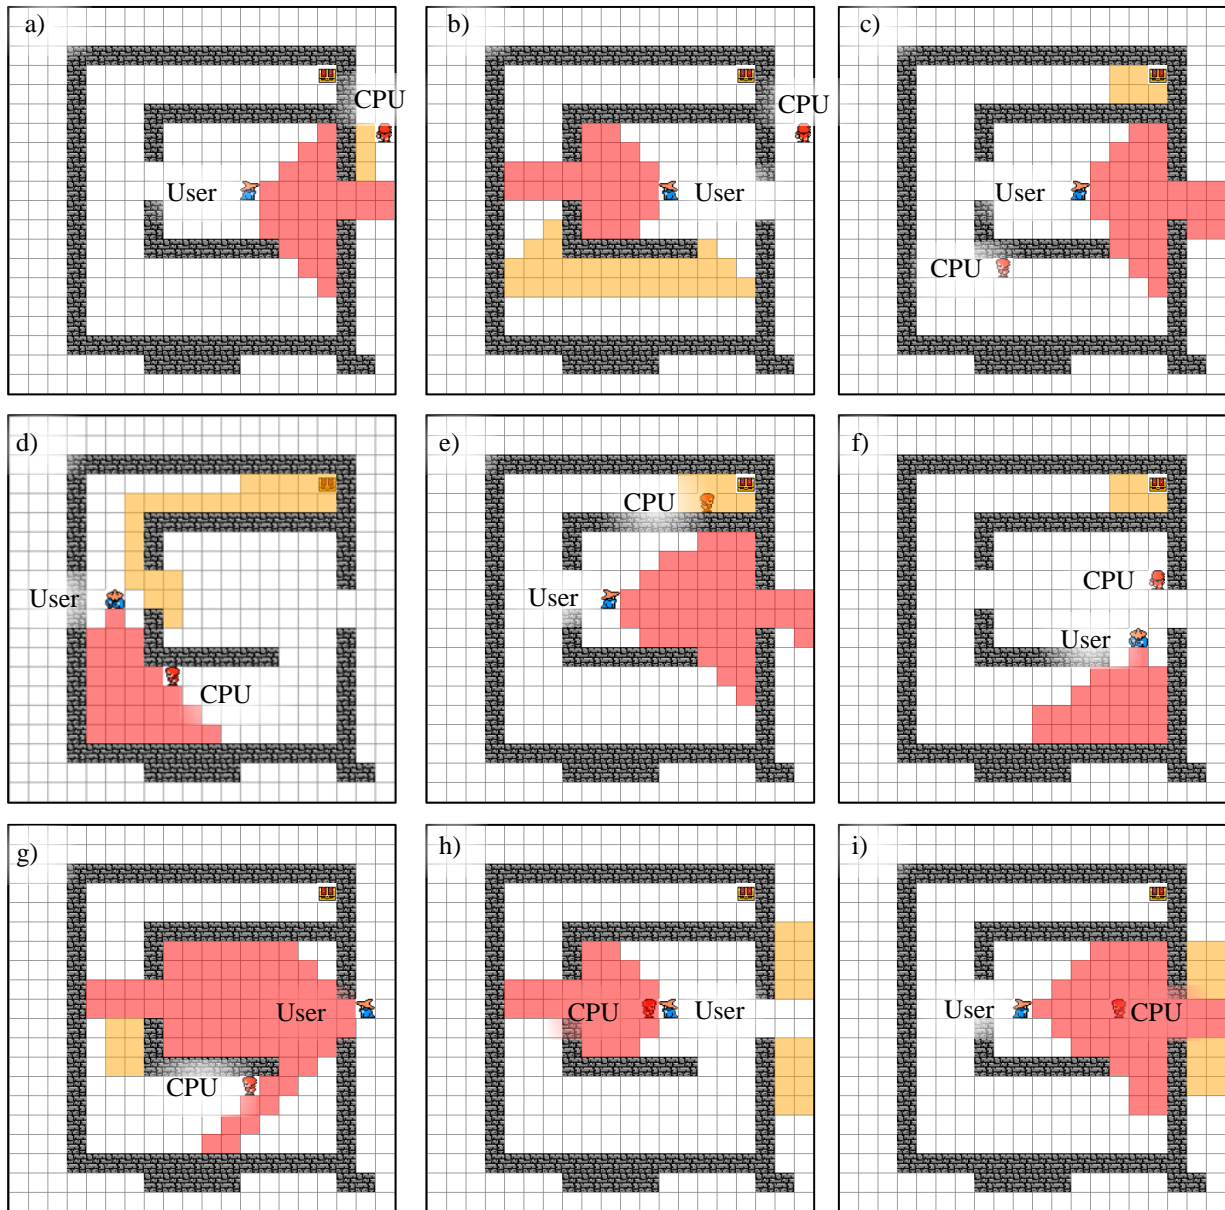 a)
CPU
User
b)
CPU
User
c)
User
CPU
d)
User
CPU
e)
CPU
User
f)
CPU
User
g)
User
CPU
h)
CPU
User
i)
User
CPU